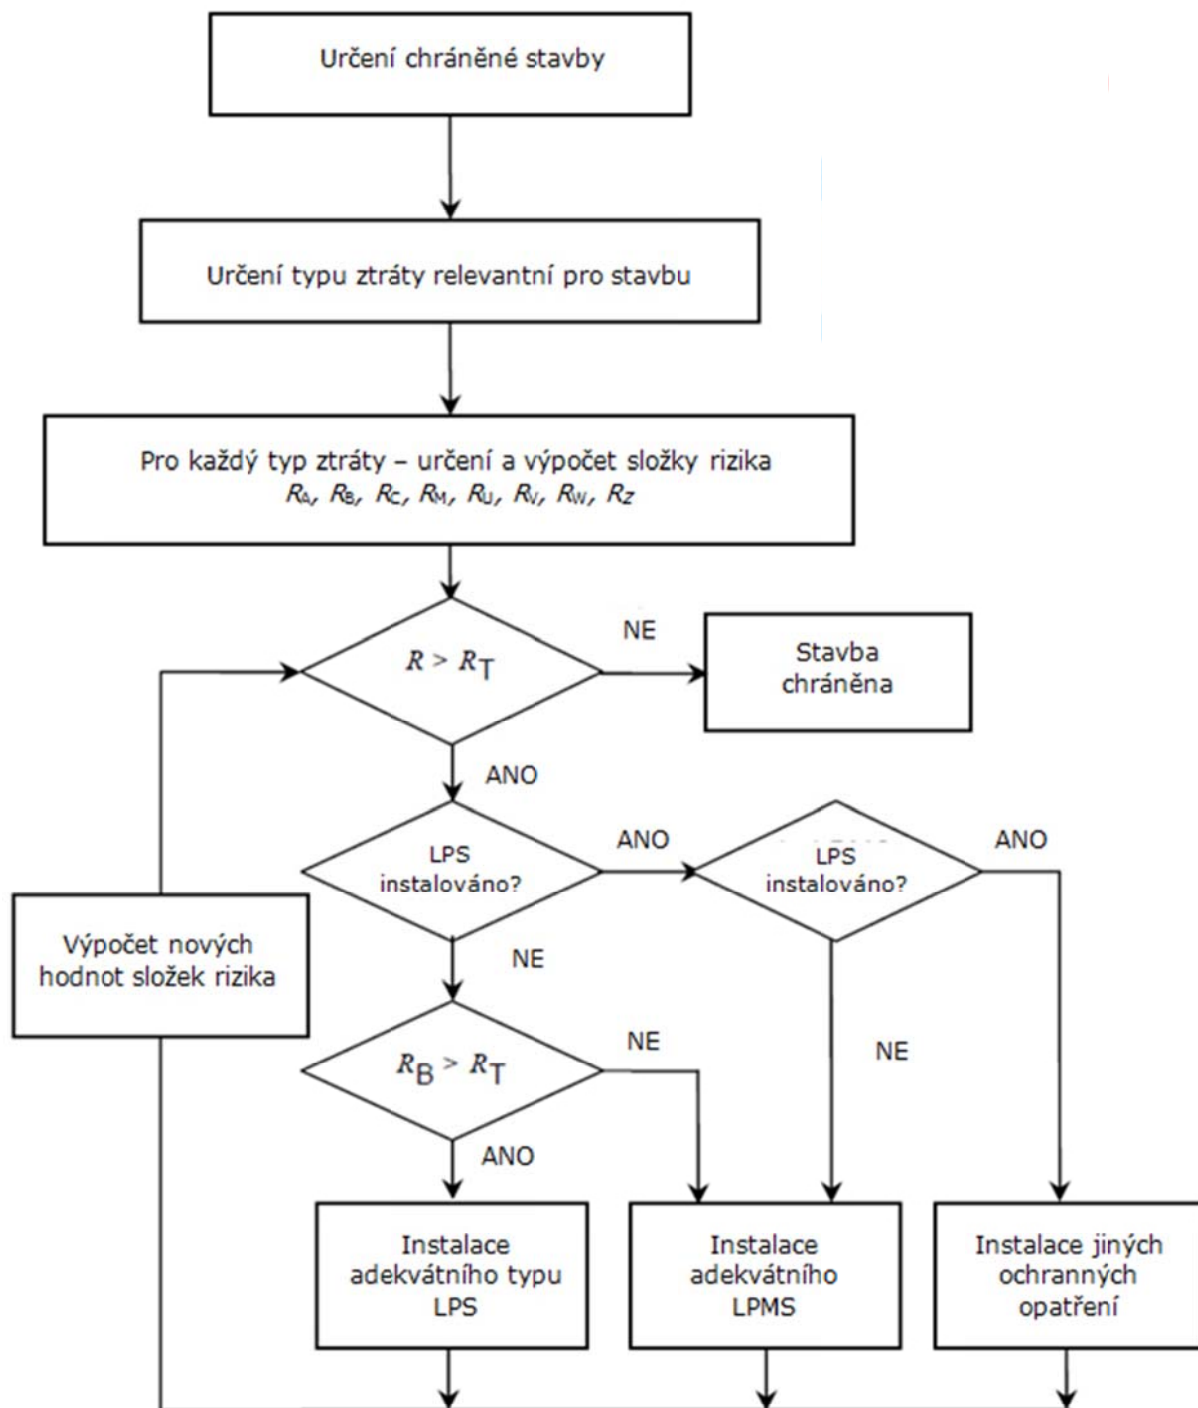 Určení chráněné stavby
Určení typu ztráty relevantní pro stavbu
Pro každý typ ztráty – určení a výpočet složky rizika
RA, RB, RC, RM, RU, RV, RW, RZ
R > RT
NE
Stavba
chráněna
ANO
LPS
instalováno?
ANO
LPS
instalováno?
ANO
Výpočet nových
hodnot složek rizika
NE
RB > RT
NE
NE
ANO
Instalace
adekvátního typu
LPS
Instalace
adekvátního
LPMS
Instalace jiných
ochranných
opatření